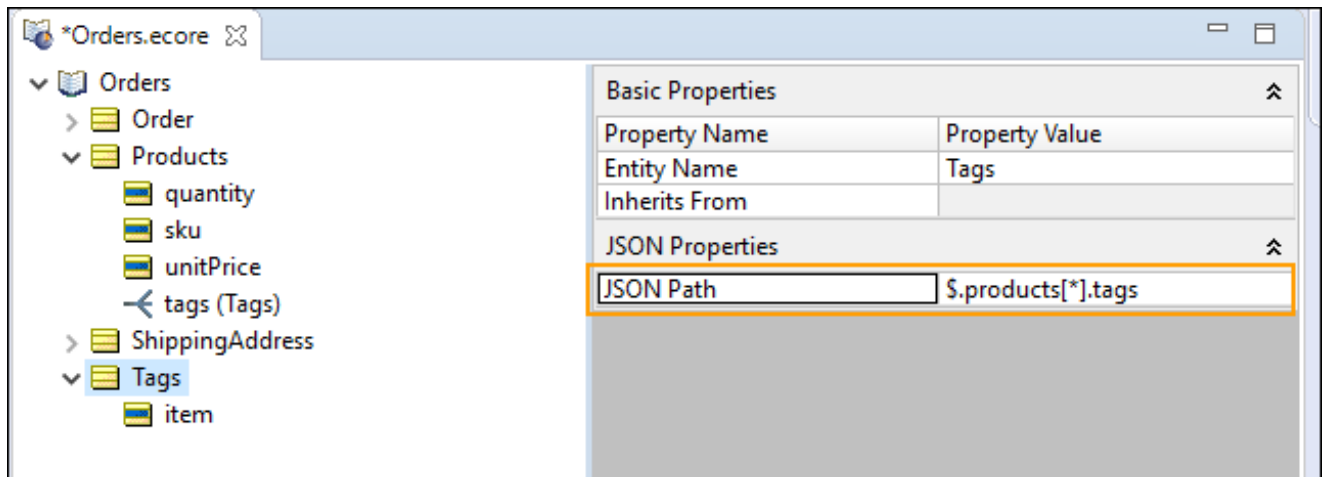 *Orders.ecore
Orders
Order
Products
quantity
sku
unitPrice
tags (Tags)
ShippingAddress
Tags
item
Basic Properties
Property Name Property Value
Entity Name Tags
Inherits From
JSON Properties
JSON Path $.products[*].tags